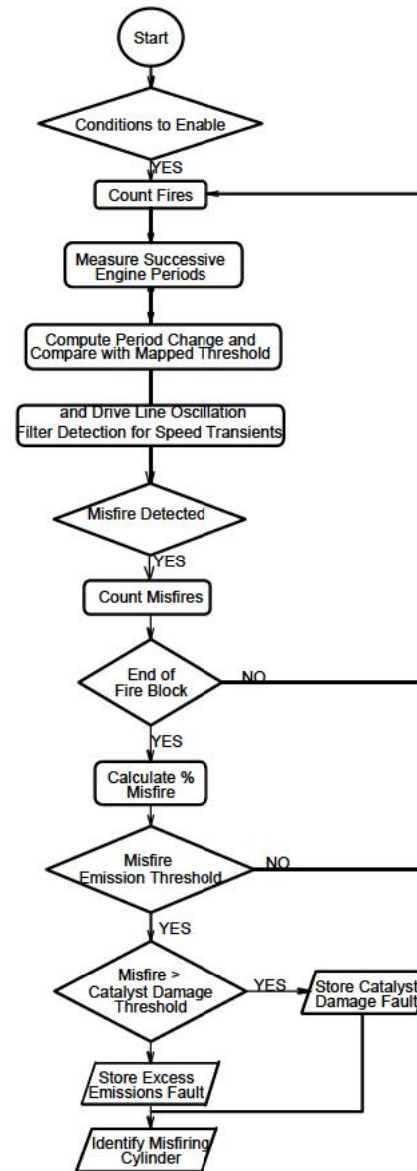 Start
Conditions to Enable
YES
Count Fires
Measure Successive
Engine Periods
Compute Period Change and
Compare with Mapped Threshold
and Drive Line Oscillation
Filter Detection for Speed Transients
Misfire Detected
YES
Count Misfires
End of
Fire Block
NO
YES
Calculate %
Misfire
Misfire
Emission Threshold
NO
YES
Misfire >
Catalyst Damage
Threshold
YES
Store Catalyst
Damage Fault
Store Excess
Emissions Fault
Identify Misfiring
Cylinder